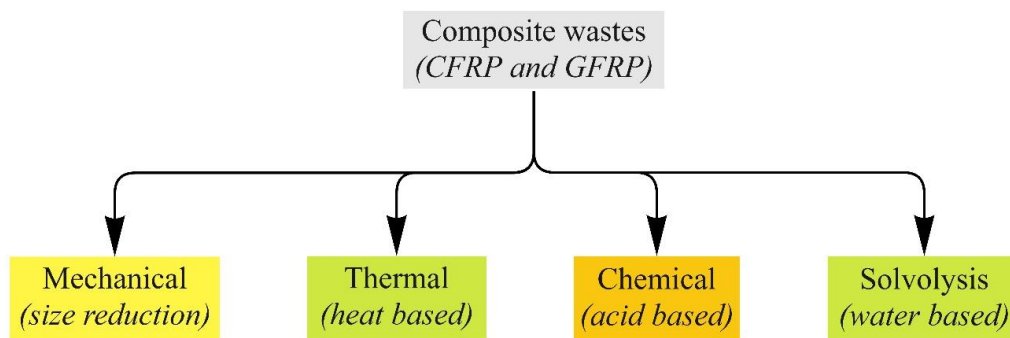 Composite wastes
(CFRP and GFRP)
Mechanical
(size reduction)
Thermal
(heat based)
Chemical
(acid based)
Solvolysis
(water based)